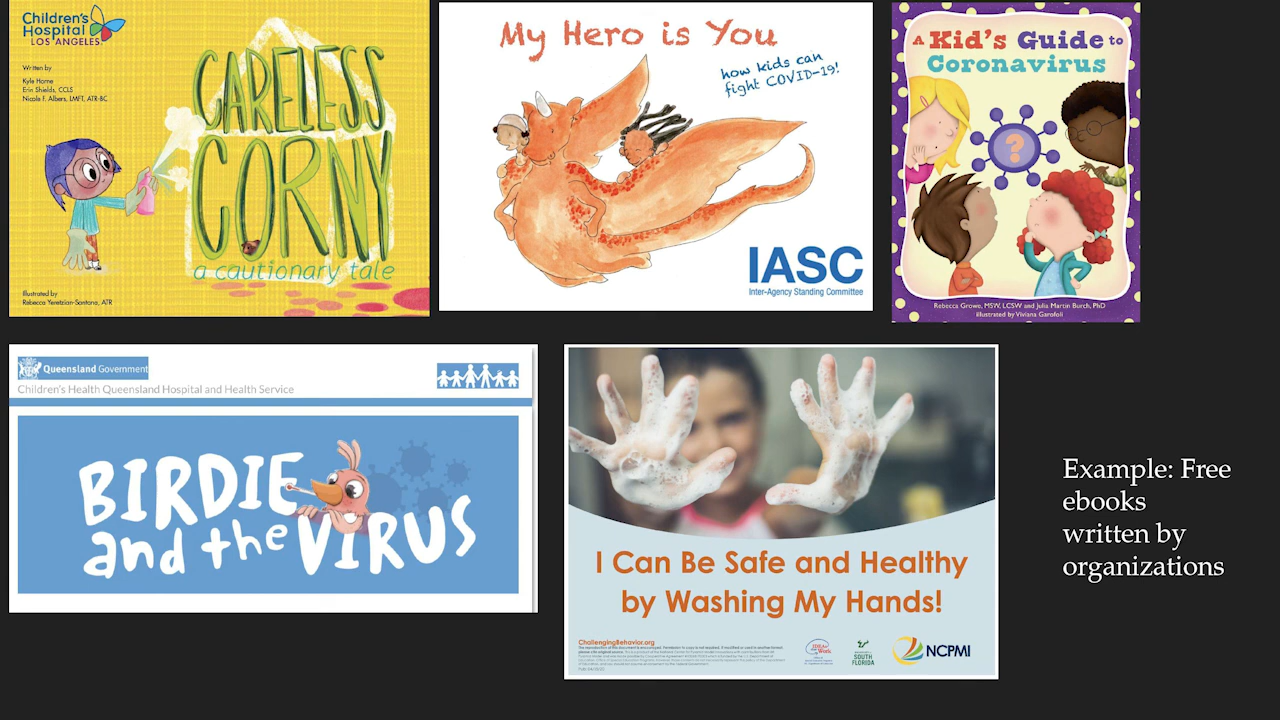 Children's
Hospital
LOS ANGELES
Written by
Kyle Horne
Erin Shields, CCLS
Nicole F. Albers, LMFT, ATR-BC
CARELESS
CORNY
a cautionary tale
Illustrated by
Rebecca Yeretzian-Santana, ATR
My Hero is You
how kids can
fight COVID-19!
IASC
Inter-Agency Standing Committee
A Kid's Guide to
Coronavirus
?
Rebecca Growe, MSW, LCSW and Julia Martin Burch, PhD
illustrated by Viviana Garofoli
Queensland Government
Children's Health Queensland Hospital and Health Service
BIRDIE
and the VIRUS
I Can Be Safe and Healthy
by Washing My Hands!
ChallengingBehavior.org
SOUTH
FLORIDA
NCPMI
Example: Free
ebooks
written by
organizations